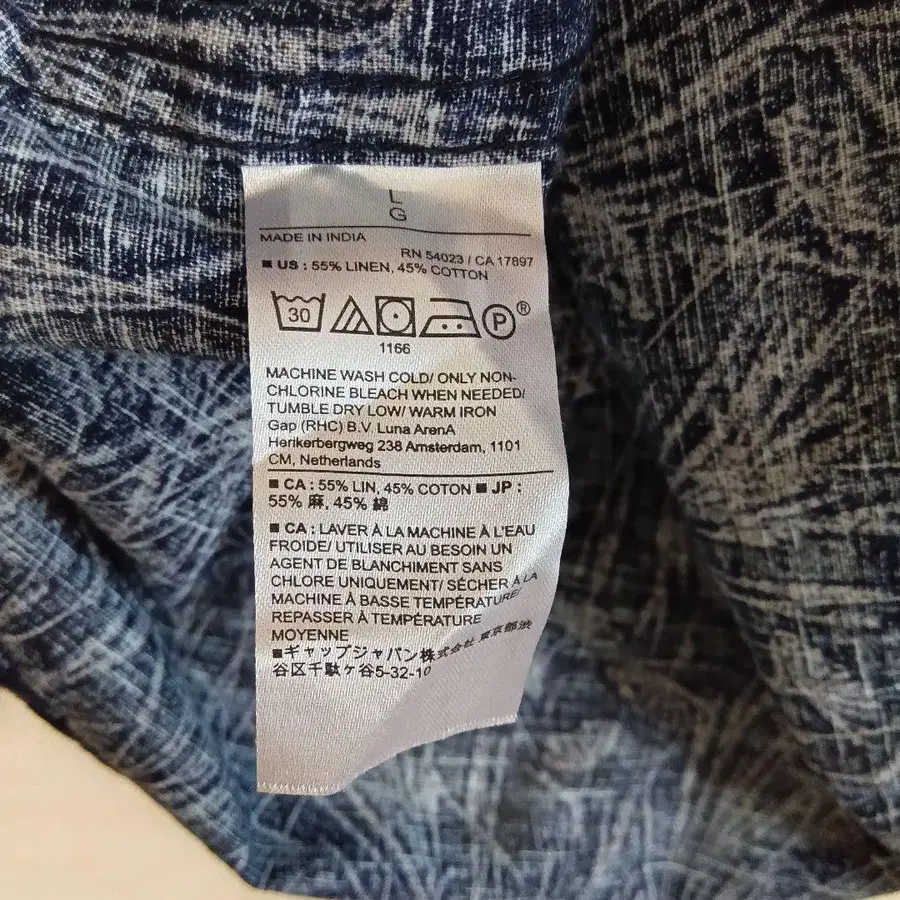 L
G
MADE IN INDIA
RN 54023 / CA 17897
■ US : 55% LINEN, 45% COTTON
30 P®
1166
MACHINE WASH COLD/ ONLY NON-
CHLORINE BLEACH WHEN NEEDED/
TUMBLE DRY LOW/ WARM IRON
Gap (RHC) B.V. Luna ArenA
Herikerbergweg 238 Amsterdam, 1101
CM, Netherlands
■ CA : 55% LIN, 45% COTON ■ JP :
55% 麻, 45% 綿
■ CA : LAVER À LA MACHINE À L'EAU
FROIDE/ UTILISER AU BESOIN UN
AGENT DE BLANCHIMENT SANS
CHLORE UNIQUEMENT/ SÉCHER À LA
MACHINE À BASSE TEMPÉRATURE/
REPASSER À TEMPÉRATURE
MOYENNE
■ギャップジャパン株式会社 東京都渋
谷区千駄ヶ谷5-32-10